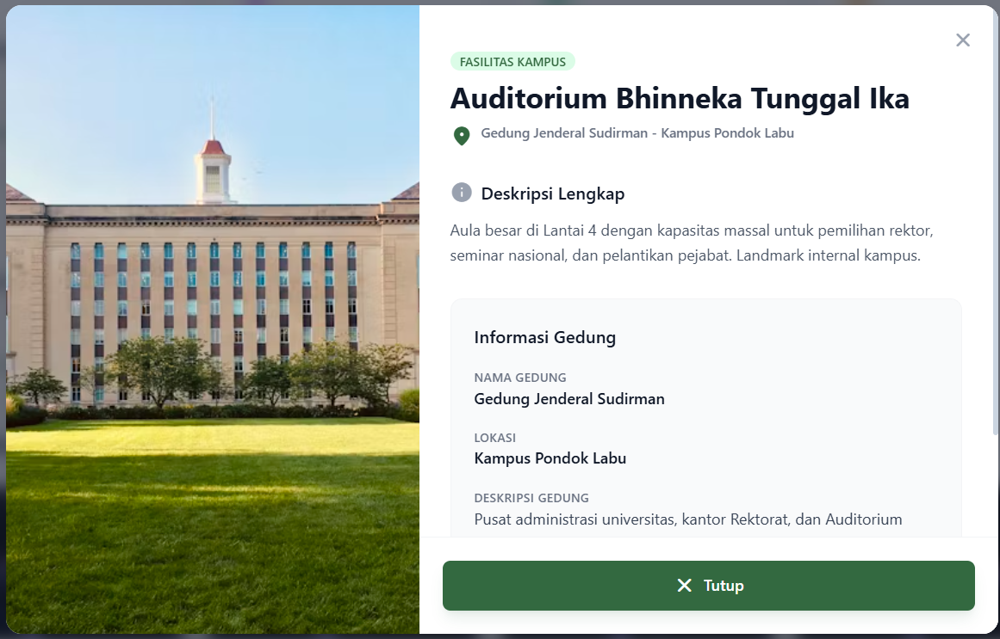 FASILITAS KAMPUS
Auditorium Bhinneka Tunggal Ika
Gedung Jenderal Sudirman - Kampus Pondok Labu
Deskripsi Lengkap
Aula besar di Lantai 4 dengan kapasitas massal untuk pemilihan rektor,
seminar nasional, dan pelantikan pejabat. Landmark internal kampus.
Informasi Gedung
NAMA GEDUNG
Gedung Jenderal Sudirman
LOKASI
Kampus Pondok Labu
DESKRIPSI GEDUNG
Pusat administrasi universitas, kantor Rektorat, dan Auditorium
Tutup